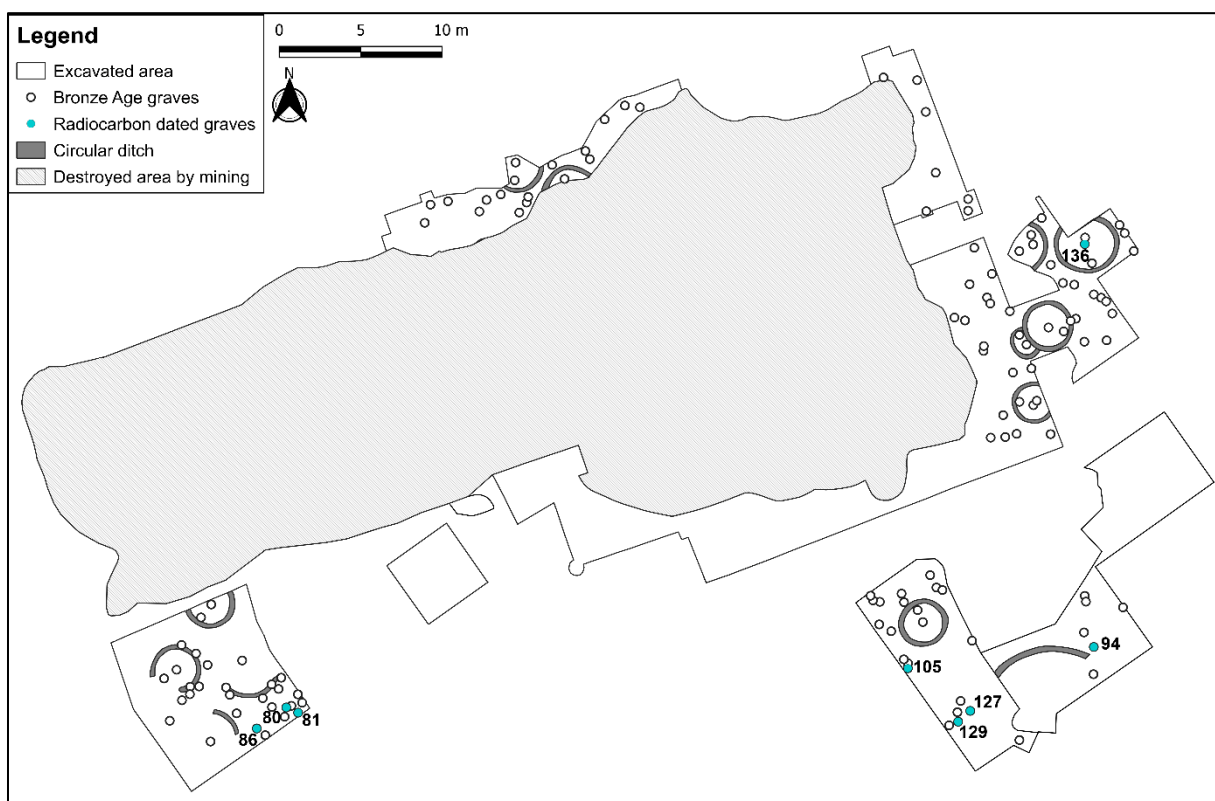 Legend
Excavated area
Bronze Age graves
Radiocarbon dated graves
Circular ditch
Destroyed area by mining
0 5 10 m
N
136
94
105
127
80
81
129
86